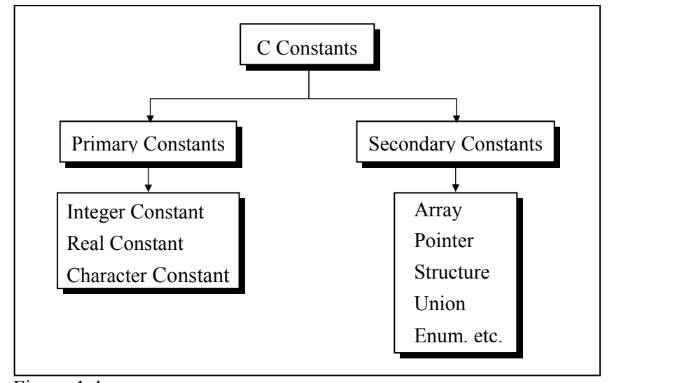 C Constants
Primary Constants
Secondary Constants
Integer Constant
Real Constant
Character Constant
Array
Pointer
Structure
Union
Enum. etc.
Figure 1.4